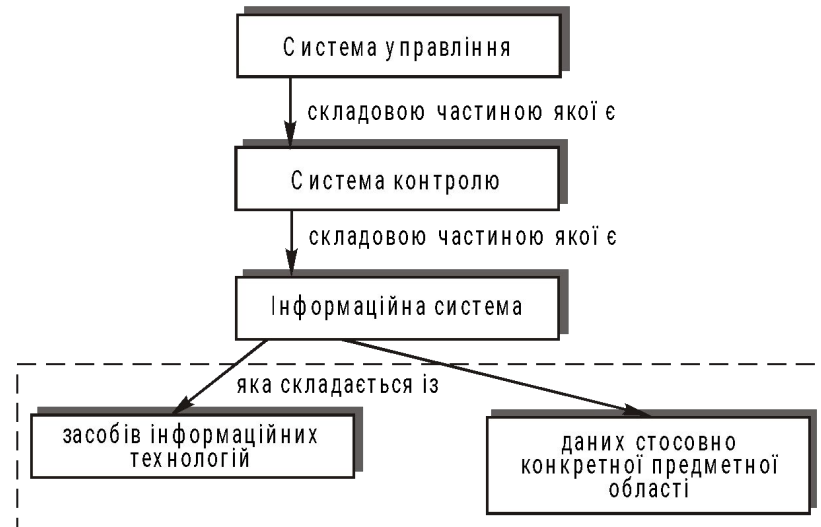 Система управління
складовою частиною якої є
Система контролю
складовою частиною якої є
Інформаційна система
яка складається із
засобів інформаційних
технологій
даних стосовно
конкретної предметної
області